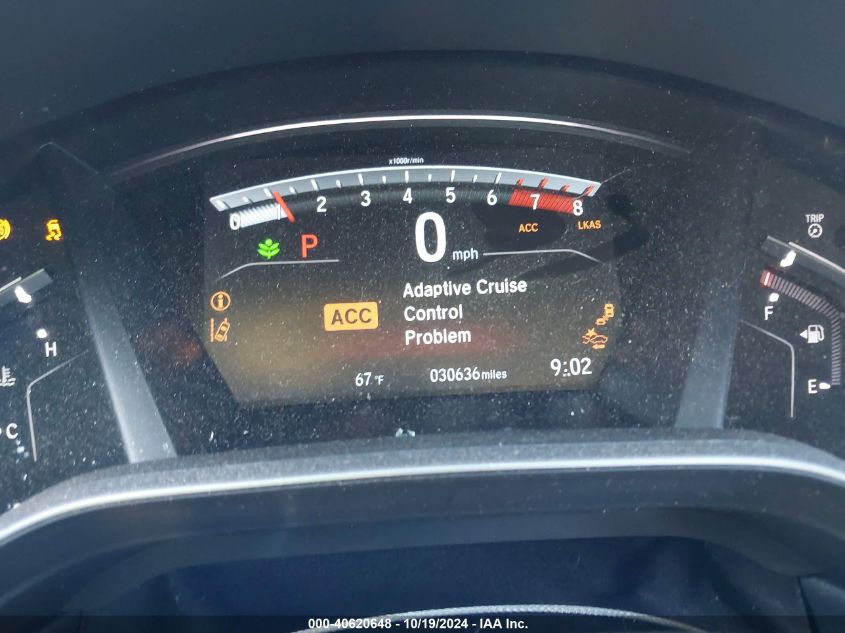 x1000r/min
0 2 3 4 5 6 7 8
TRIP
P 0 mph ACC LKAS
ACC
Adaptive Cruise
Control
Problem
H
F
67°F 030636 miles 9:02
C
E
000-40620648 - 10/19/2024 - IAA Inc.